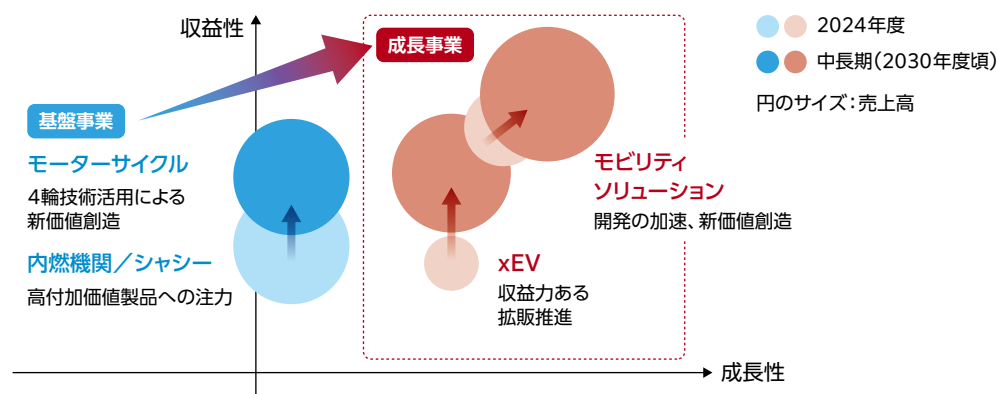 収益性
成長事業
2024年度
中長期(2030年度頃)
円のサイズ:売上高
基盤事業
モーターサイクル
4輪技術活用による
新価値創造
内燃機関/シャシー
高付加価値製品への注力
モビリティ
ソリューション
開発の加速、新価値創造
xEV
収益力ある
拡販推進
成長性